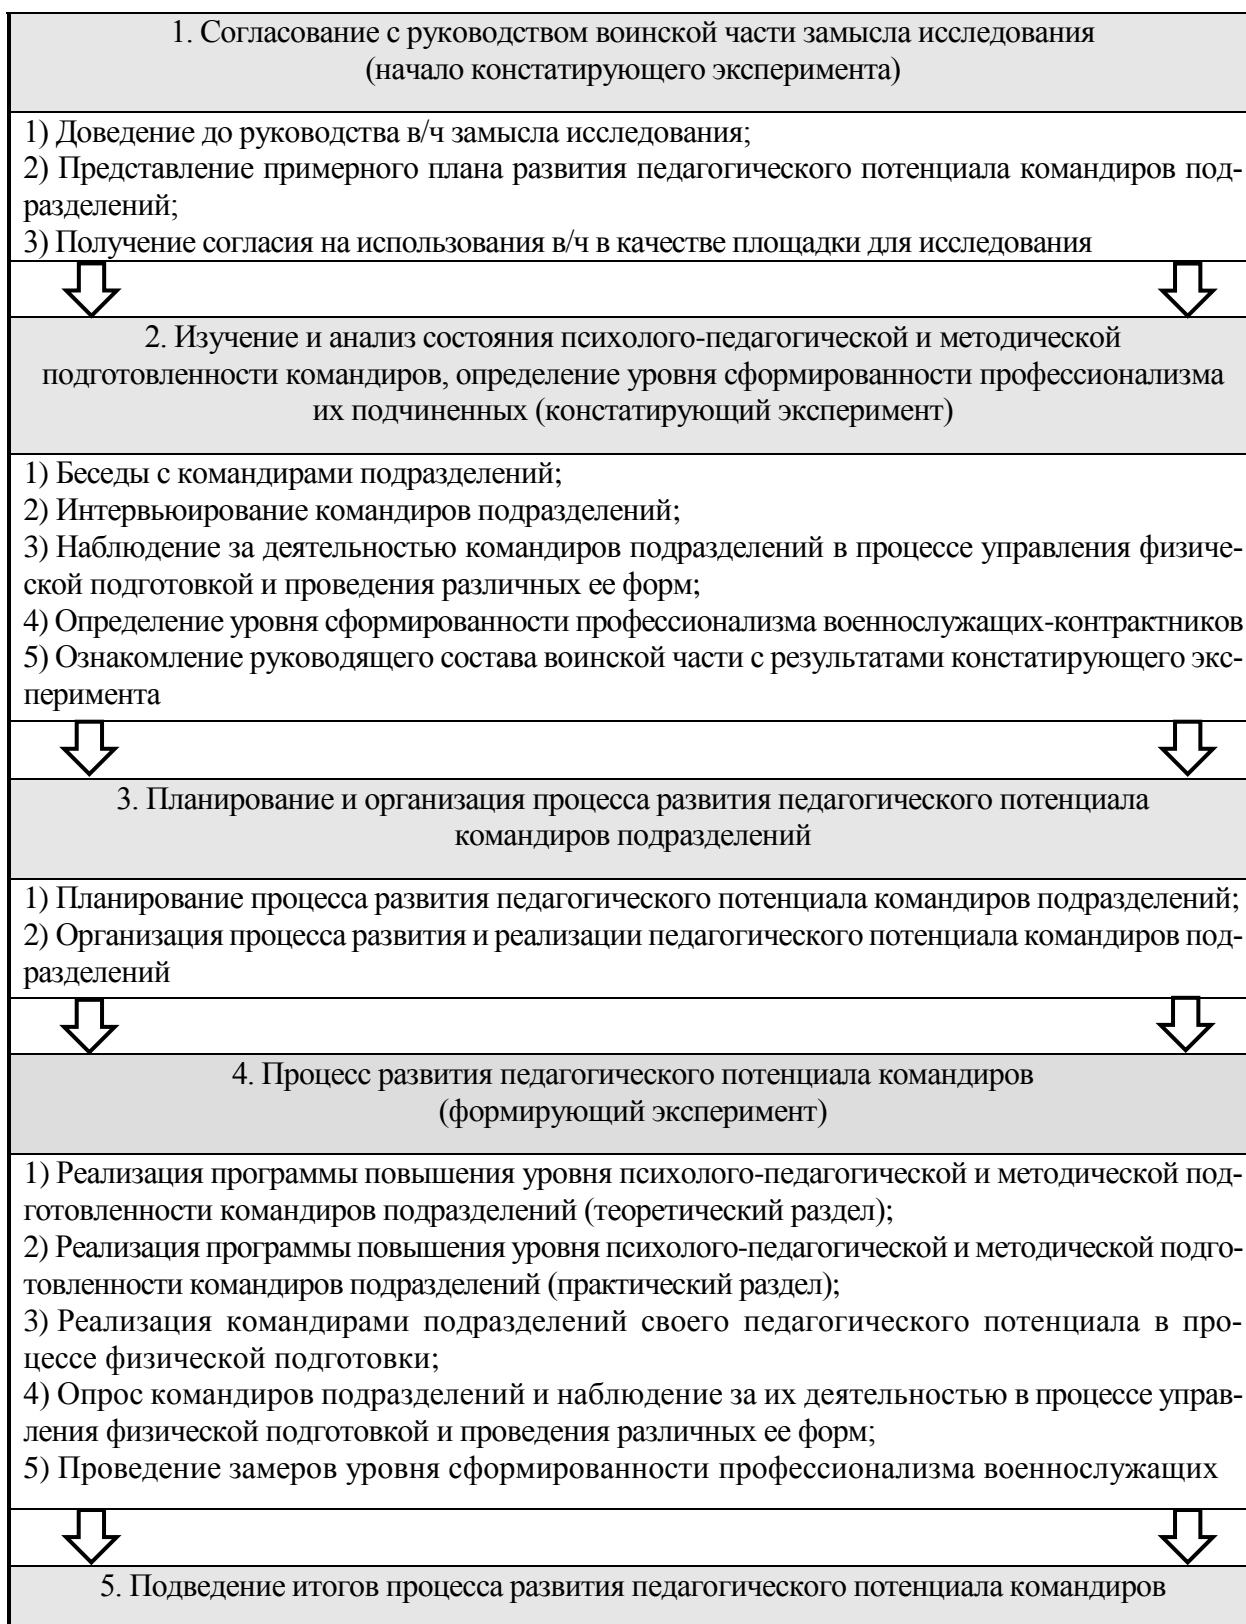 1. Согласование с руководством воинской части замысла исследования
(начало констатирующего эксперимента)
1) Доведение до руководства в/ч замысла исследования;
2) Представление примерного плана развития педагогического потенциала командиров под-
разделений;
3) Получение согласия на использования в/ч в качестве площадки для исследования
2. Изучение и анализ состояния психолого-педагогической и методической
подготовленности командиров, определение уровня сформированности профессионализма
их подчиненных (констатирующий эксперимент)
1) Беседы с командирами подразделений;
2) Интервьюирование командиров подразделений;
3) Наблюдение за деятельностью командиров подразделений в процессе управления физиче-
ской подготовкой и проведения различных ее форм;
4) Определение уровня сформированности профессионализма военнослужащих-контрактников
5) Ознакомление руководящего состава воинской части с результатами констатирующего экс-
перимента
3. Планирование и организация процесса развития педагогического потенциала
командиров подразделений
1) Планирование процесса развития педагогического потенциала командиров подразделений;
2) Организация процесса развития и реализации педагогического потенциала командиров под-
разделений
4. Процесс развития педагогического потенциала командиров
(формирующий эксперимент)
1) Реализация программы повышения уровня психолого-педагогической и методической под-
готовленности командиров подразделений (теоретический раздел);
2) Реализация программы повышения уровня психолого-педагогической и методической подго-
товленности командиров подразделений (практический раздел);
3) Реализация командирами подразделений своего педагогического потенциала в про-
цессе физической подготовки;
4) Опрос командиров подразделений и наблюдение за их деятельностью в процессе управ-
ления физической подготовкой и проведения различных ее форм;
5) Проведение замеров уровня сформированности профессионализма военнослужащих
5. Подведение итогов процесса развития педагогического потенциала командиров